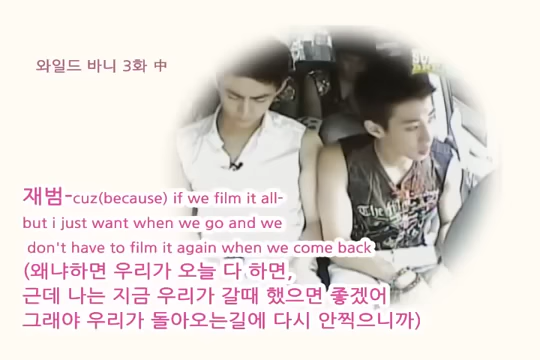 와일드 바니 3화 中
재범-cuz(because) if we film it all-
but i just want when we go and we
don't have to film it again when we come back
(왜냐하면 우리가 오늘 다 하면,
근데 나는 지금 우리가 갈때 했으면 좋겠어
그래야 우리가 돌아오는길에 다시 안찍으니까)